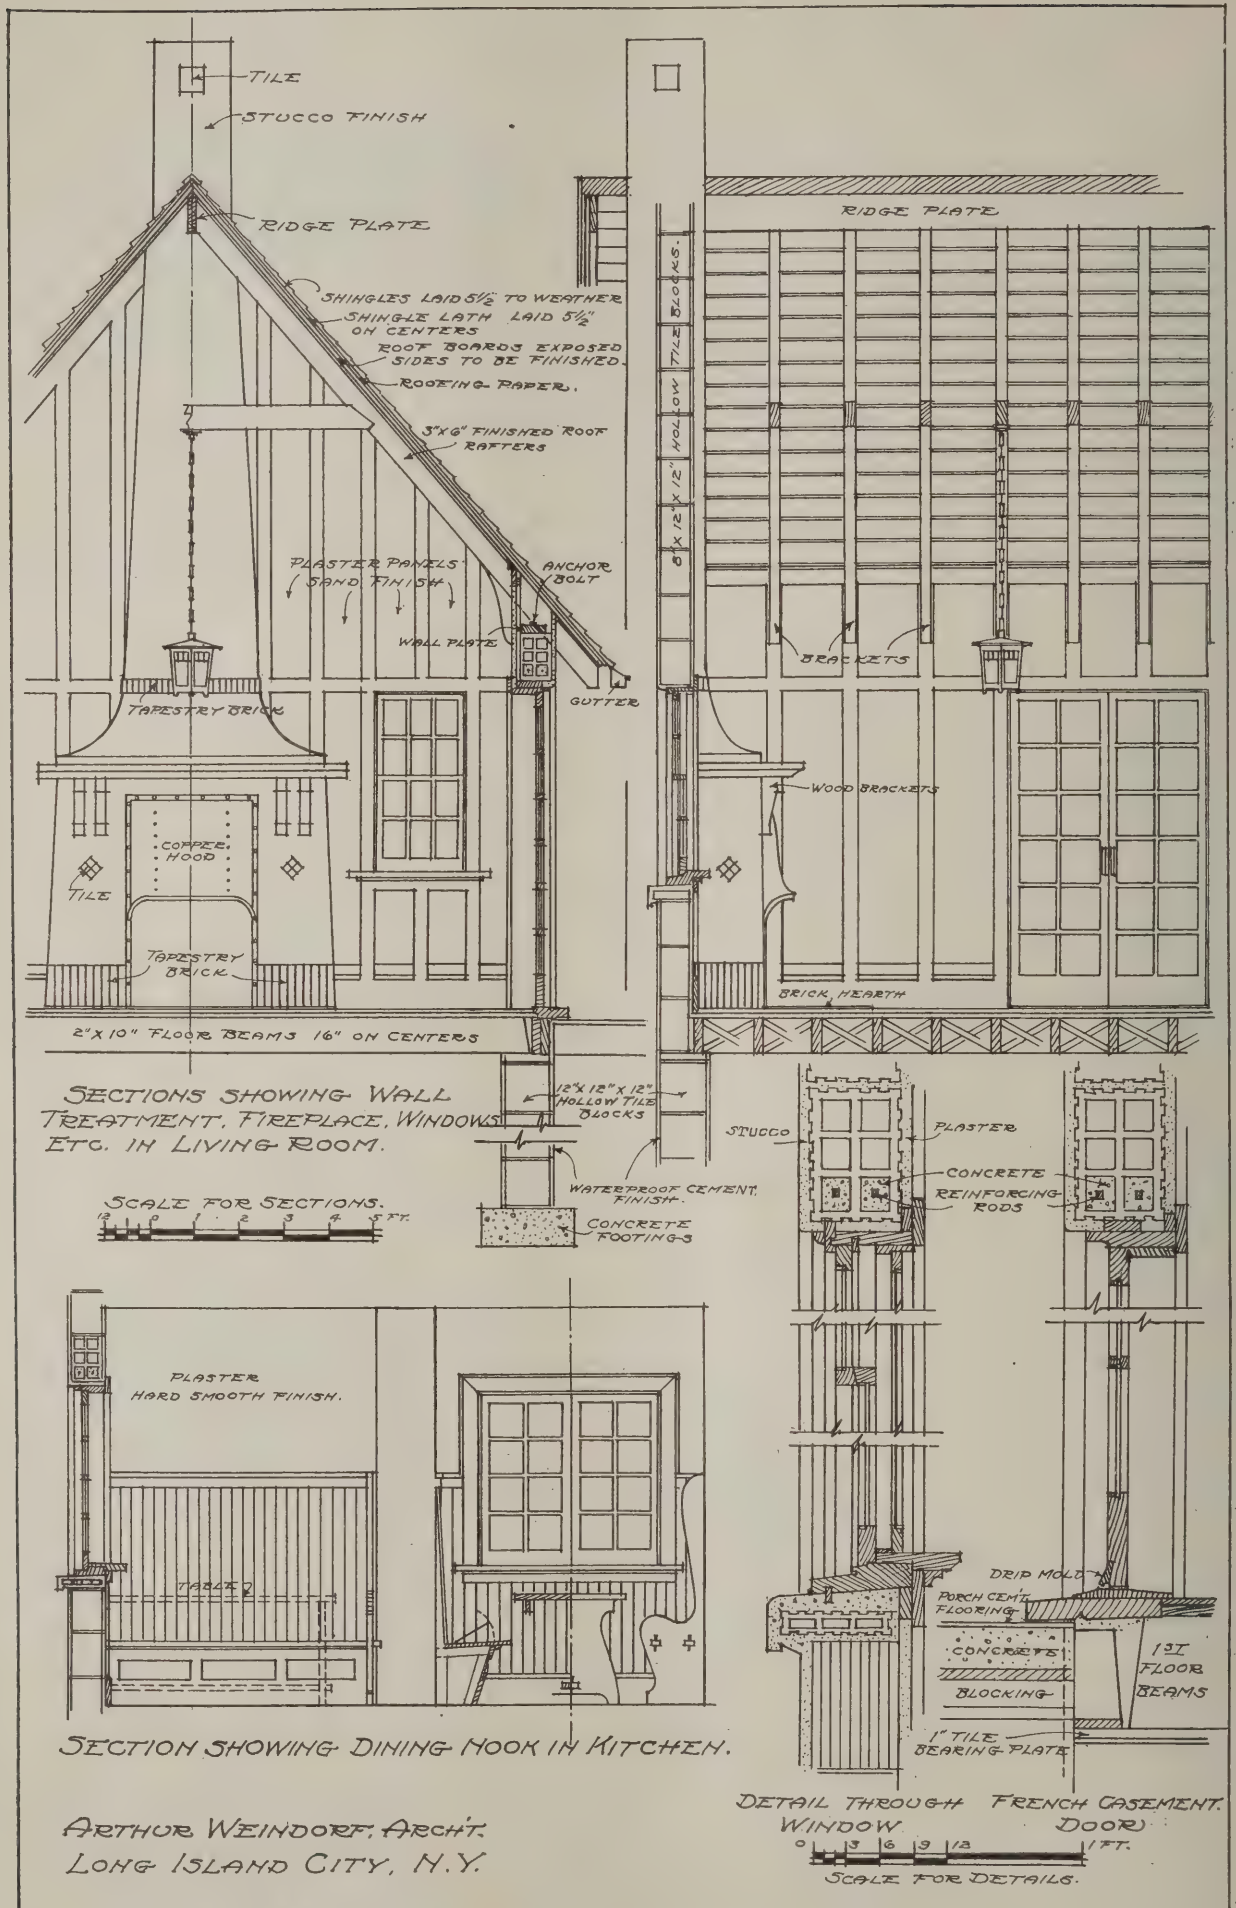 TILE
STUCCO FINISH
RIDGE PLATE
RIDGE PLATE
SHINGLES LAID 5 1/2" TO WEATHER
SHINGLE LATH LAID 5 1/2"
ON CENTERS
ROOF BOARDS EXPOSED
SIDES TO BE FINISHED.
ROOFING PAPER.
3"X6" FINISHED ROOF
RAFTERS
8"X12"X12" HOLLOW TILE BLOCKS.
PLASTER PANELS
SAND FINISH
ANCHOR
BOLT
WALL PLATE
GUTTER
BRACKETS
TAPESTRY BRICK
WOOD BRACKETS
COPPER
HOOD
TILE
TAPESTRY
BRICK
BRICK HEARTH
2"X10" FLOOR BEAMS 16" ON CENTERS
SECTIONS SHOWING WALL
TREATMENT, FIREPLACE, WINDOWS
ETC. IN LIVING ROOM.
12"X12"X12"
HOLLOW TILE
BLOCKS
WATERPROOF CEMENT
FINISH.
CONCRETE
FOOTINGS
SCALE FOR SECTIONS.
12 0 1 2 3 4 5 FT.
STUCCO
PLASTER
CONCRETE
REINFORCING
RODS
PLASTER
HARD SMOOTH FINISH.
TABLE
SECTION SHOWING DINING NOOK IN KITCHEN.
DRIP MOLD
PORCH CEM'T
FLOORING
CONCRETE
BLOCKING
1ST
FLOOR
BEAMS
1" TILE
BEARING PLATE
DETAIL THROUGH
WINDOW
FRENCH CASEMENT
DOOR
0 3 6 9 12 1 FT.
SCALE FOR DETAILS.
ARTHUR WEINDORF, ARCH'T.
LONG ISLAND CITY, N.Y.